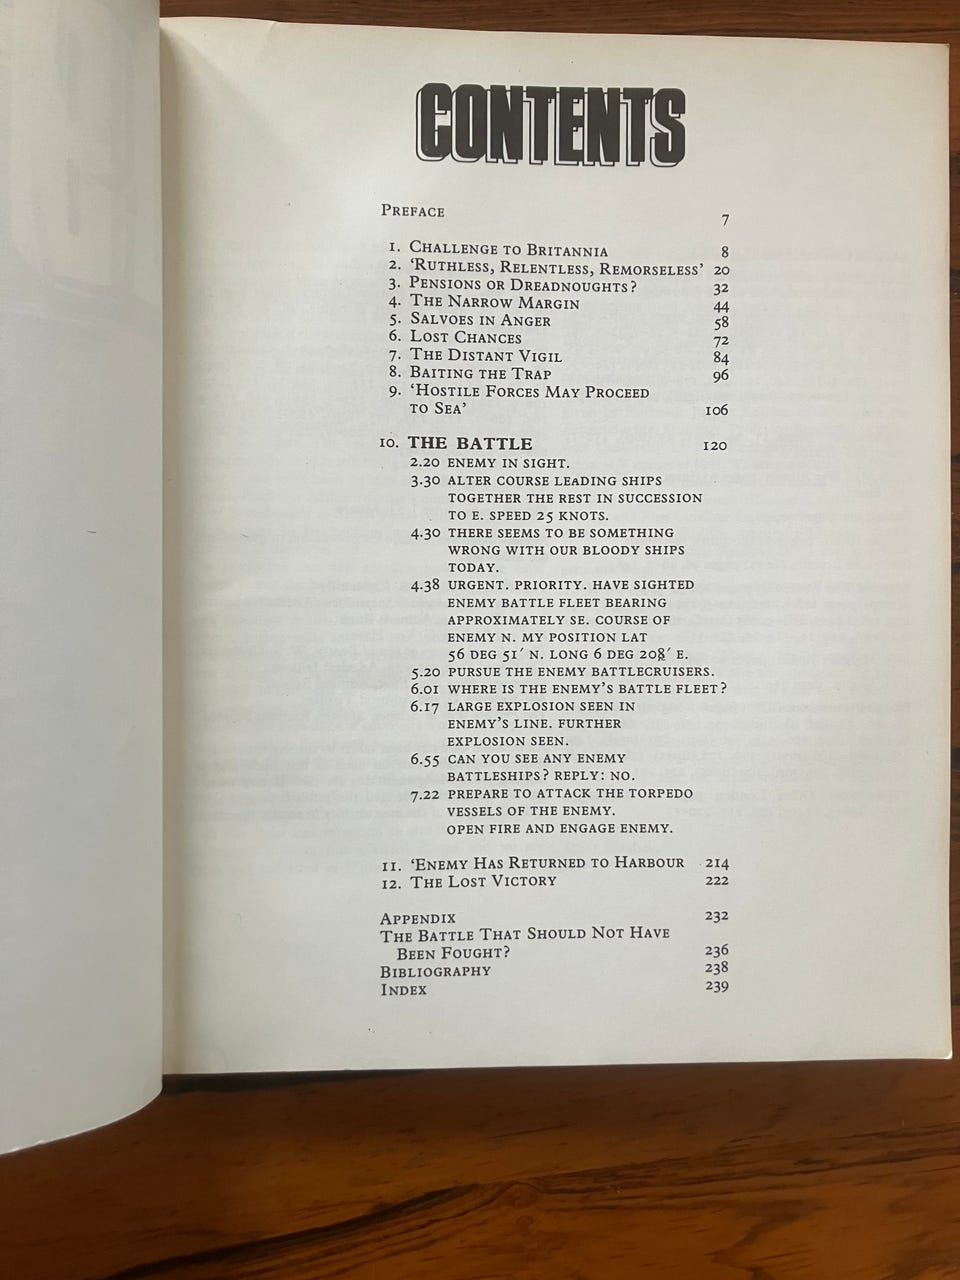 CONTENTS
PREFACE 7
1. CHALLENGE TO BRITANNIA 8
2. ‘RUTHLESS, RELENTLESS, REMORSELESS’ 20
3. PENSIONS OR DREADNOUGHTS? 32
4. THE NARROW MARGIN 44
5. SALVOES IN ANGER 58
6. LOST CHANCES 72
7. THE DISTANT VIGIL 84
8. BAITING THE TRAP 96
9. ‘HOSTILE FORCES MAY PROCEED
TO SEA’ 106
10. THE BATTLE 120
2.20 ENEMY IN SIGHT.
3.30 ALTER COURSE LEADING SHIPS
TOGETHER THE REST IN SUCCESSION
TO E. SPEED 25 KNOTS.
4.30 THERE SEEMS TO BE SOMETHING
WRONG WITH OUR BLOODY SHIPS
TODAY.
4.38 URGENT. PRIORITY. HAVE SIGHTED
ENEMY BATTLE FLEET BEARING
APPROXIMATELY SE. COURSE OF
ENEMY N. MY POSITION LAT
56 DEG 51′ N. LONG 6 DEG 208′ E.
5.20 PURSUE THE ENEMY BATTLECRUISERS.
6.01 WHERE IS THE ENEMY’S BATTLE FLEET?
6.17 LARGE EXPLOSION SEEN IN
ENEMY’S LINE. FURTHER
EXPLOSION SEEN.
6.55 CAN YOU SEE ANY ENEMY
BATTLESHIPS? REPLY: NO.
7.22 PREPARE TO ATTACK THE TORPEDO
VESSELS OF THE ENEMY.
OPEN FIRE AND ENGAGE ENEMY.
11. ‘ENEMY HAS RETURNED TO HARBOUR 214
12. THE LOST VICTORY 222
APPENDIX 232
THE BATTLE THAT SHOULD NOT HAVE
BEEN FOUGHT? 236
BIBLIOGRAPHY 238
INDEX 239